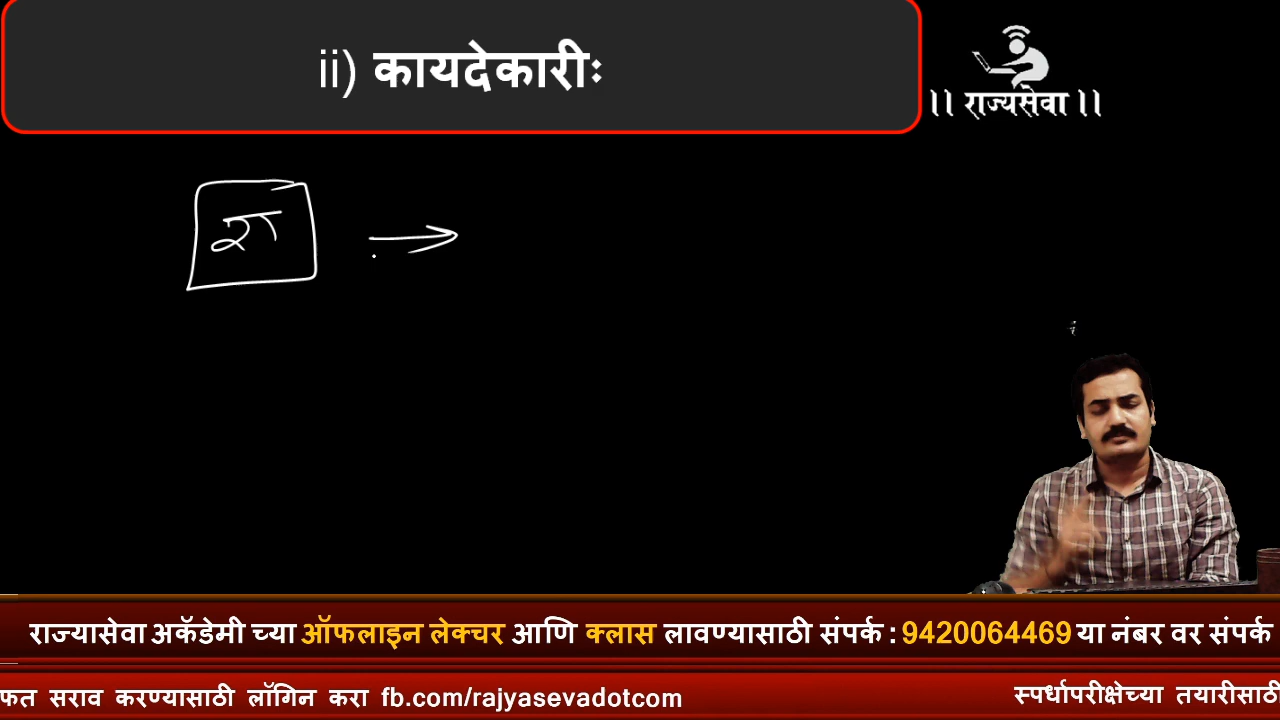 ii) कायदेकारीः
।। राज्यसेवा ।।
रा
राज्यासेवा अकॅडेमी च्या ऑफलाइन लेक्चर आणि क्लास लावण्यासाठी संपर्क : 9420064469 या नंबर वर संपर्क
फत सराव करण्यासाठी लॉगिन करा fb.com/rajyasevadotcom
स्पर्धापरीक्षेच्या तयारीसाठी